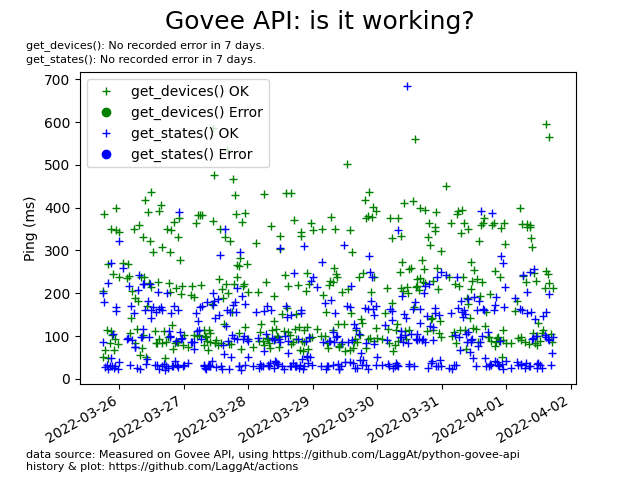 Govee API: is it working?
get_devices(): No recorded error in 7 days.
get_states(): No recorded error in 7 days.
700
600
500
400
300
200
100
0
Ping (ms)
get_devices() OK
get_devices() Error
get_states() OK
get_states() Error
2022-03-26
2022-03-27
2022-03-28
2022-03-29
2022-03-30
2022-03-31
2022-04-01
2022-04-02
data source: Measured on Govee API, using https://github.com/LaggAt/python-govee-api
history & plot: https://github.com/LaggAt/actions